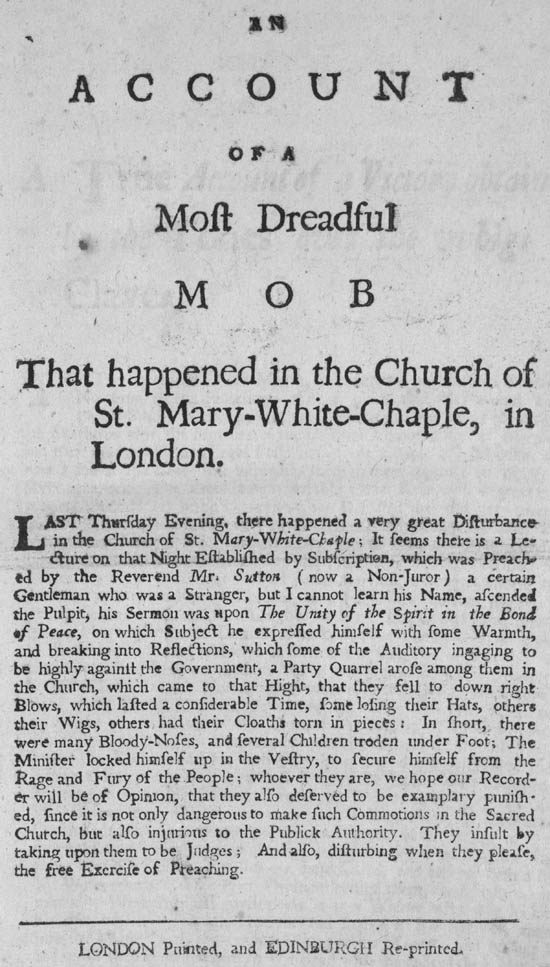 AN
ACCOUNT
OF A
Moſt Dreadful
MOB
That happened in the Church of
St. Mary-White-Chaple, in
London.
LAST Thurſday Evening, there happened a very great Diſturbance
in the Church of St. Mary-White-Chaple; It ſeems there is a Le-
cture on that Night Eſtabliſhed by Subſcription, which was Preach-
ed by the Reverend Mr. Sutton (now a Non-Juror) a certain
Gentleman who was a Stranger, but I cannot learn his Name, aſcended
the Pulpit, his Sermon was upon The Unity of the Spirit in the Bond
of Peace, on which Subject he expreſſed himſelf with ſome Warmth,
and breaking into Reflections, which ſome of the Auditory ingaging to
be highly againſt the Government, a Party Quarrel aroſe among them in
the Church, which came to that Hight, that they fell to down right
Blows, which laſted a conſiderable Time, ſome loſing their Hats, others
their Wigs, others had their Cloaths torn in pieces: In ſhort, there
were many Bloody-Noſes, and ſeveral Children troden under Foot; The
Miniſter locked himſelf up in the Veſtry, to ſecure himſelf from the
Rage and Fury of the People; whoever they are, we hope our Record-
er will be of Opinion, that they alſo deſerved to be examplary puniſh-
ed, ſince it is not only dangerous to make ſuch Commotions in the Sacred
Church, but alſo injurious to the Publick Authority. They inſult by
taking upon them to be Judges; And alſo, diſturbing when they pleaſe,
the free Exerciſe of Preaching.
LONDON Printed, and EDINBURGH Re-printed.